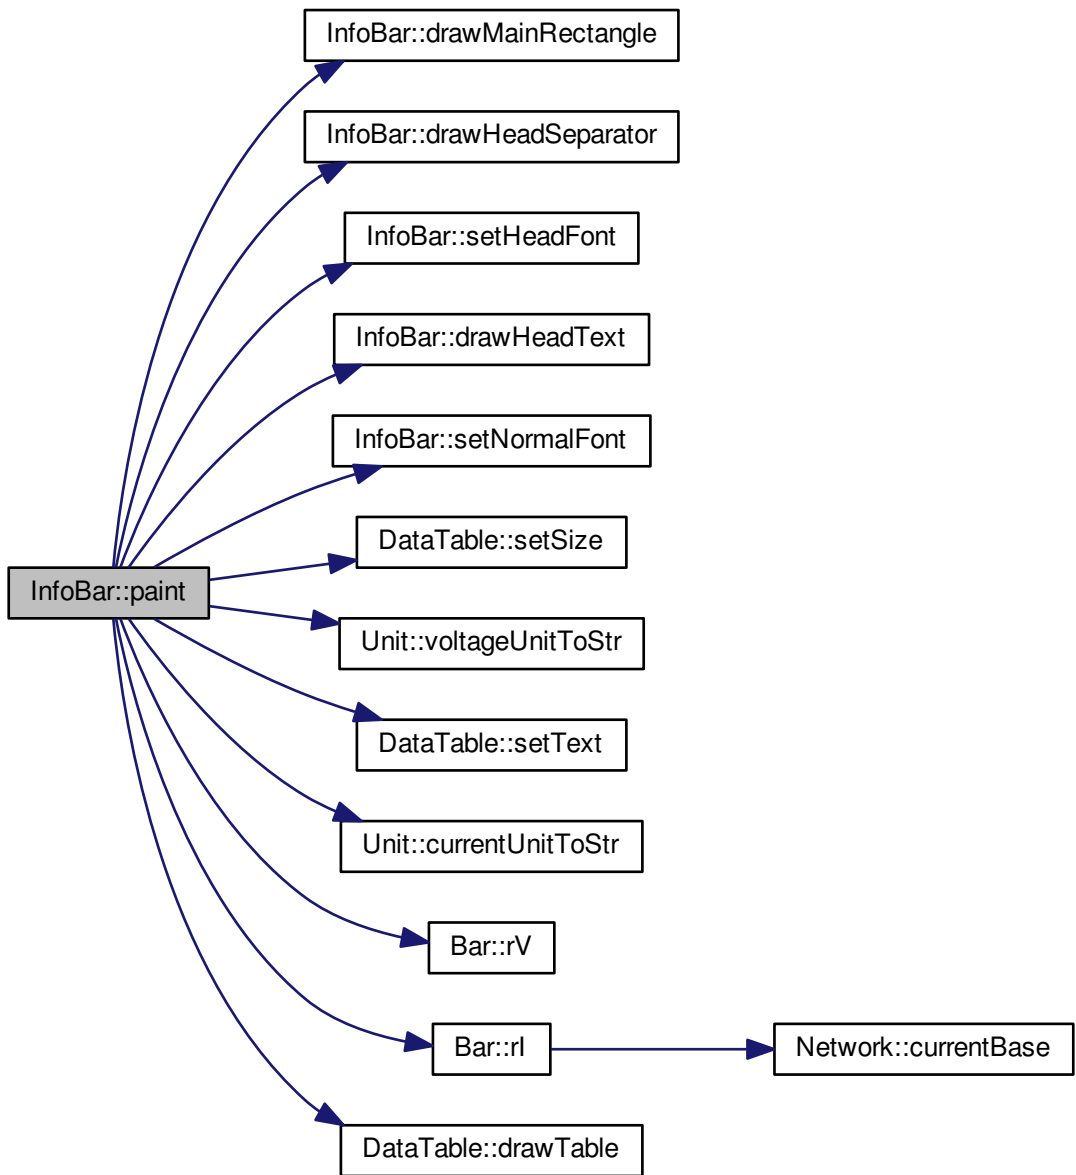 InfoBar::drawMainRectangle
InfoBar::drawHeadSeparator
InfoBar::setHeadFont
InfoBar::drawHeadText
InfoBar::setNormalFont
DataTable::setSize
InfoBar::paint
Unit::voltageUnitToStr
DataTable::setText
Unit::currentUnitToStr
Bar::rV
Bar::rI
Network::currentBase
DataTable::drawTable